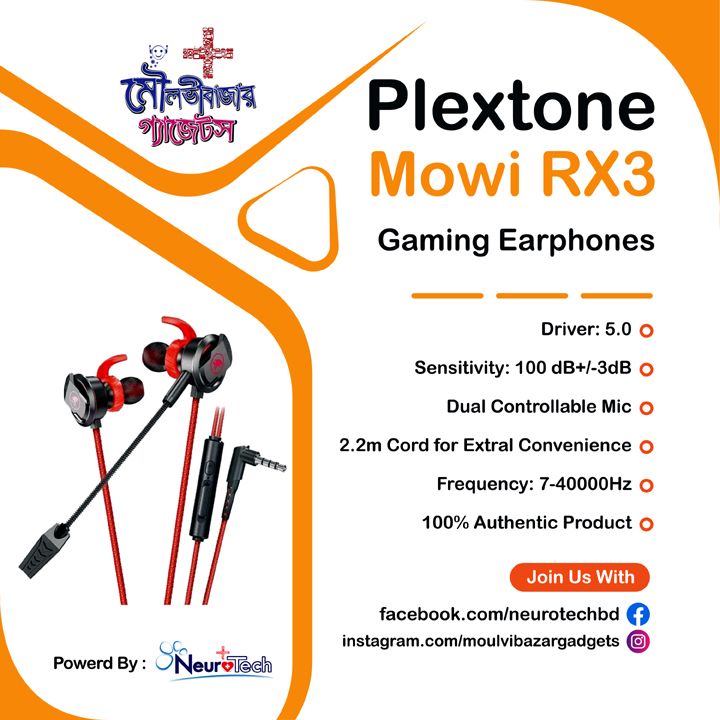 মৌলভীবাজার
গ্যাজেটস
Plextone
Mowi RX3
Gaming Earphones
Driver: 5.0
Sensitivity: 100 dB+/-3dB
Dual Controllable Mic
2.2m Cord for Extral Convenience
Frequency: 7-40000Hz
100% Authentic Product
Join Us With
facebook.com/neurotechbd
instagram.com/moulvibazargadgets
Powerd By : NeuroTech